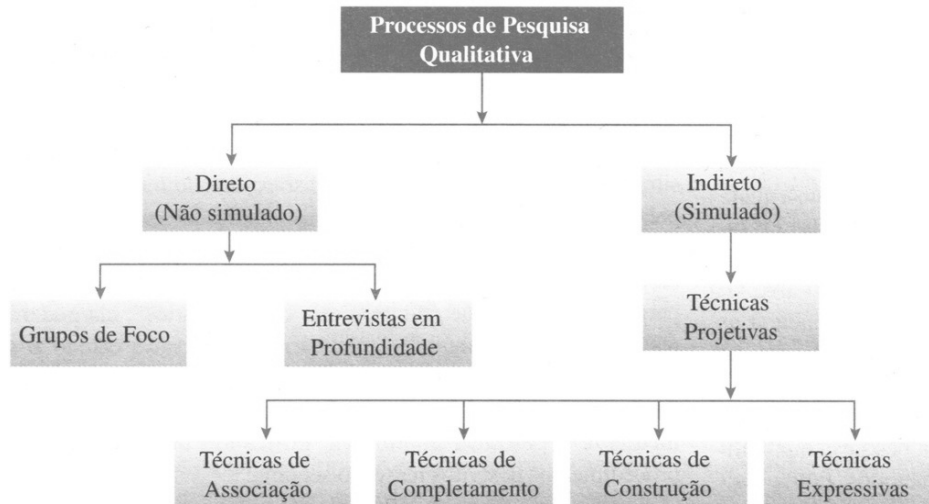 Processos de Pesquisa
Qualitativa
Direto
(Não simulado)
Indireto
(Simulado)
Grupos de Foco
Entrevistas em
Profundidade
Técnicas
Projetivas
Técnicas de
Associação
Técnicas de
Completamento
Técnicas de
Construção
Técnicas
Expressivas